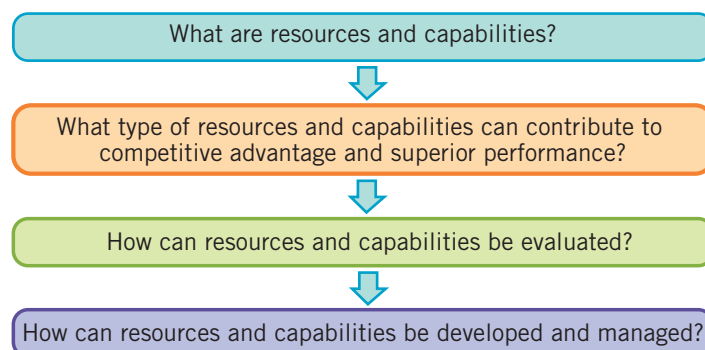 What are resources and capabilities?
What type of resources and capabilities can contribute to
competitive advantage and superior performance?
How can resources and capabilities be evaluated?
How can resources and capabilities be developed and managed?